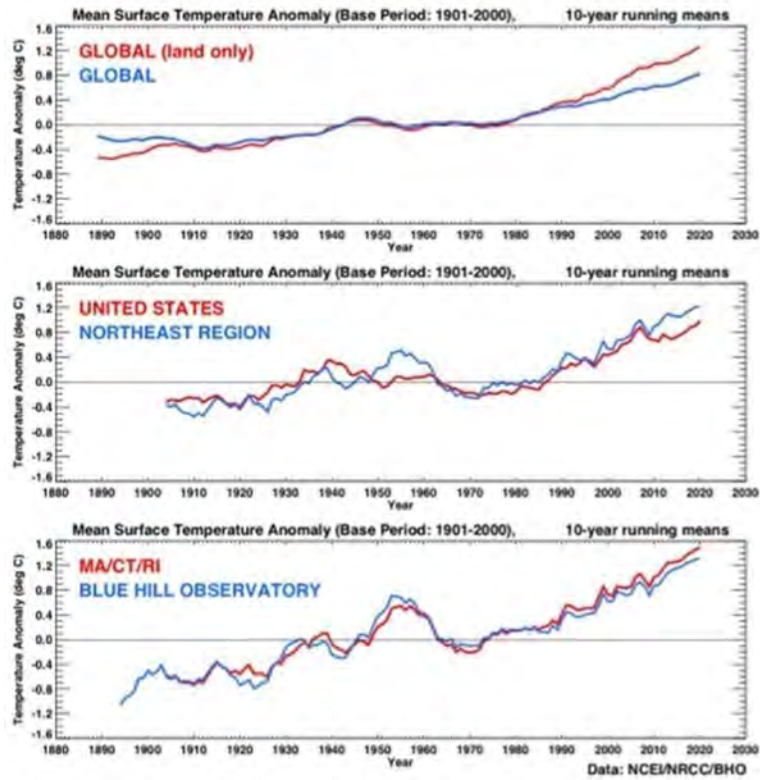 Mean Surface Temperature Anomaly (Base Period: 1901-2000), 10-year running means
GLOBAL (land only)
GLOBAL
Temperature Anomaly (deg C)
1.6
1.2
0.8
0.4
0.0
-0.4
-0.8
-1.2
-1.6
1880 1890 1900 1910 1920 1930 1940 1950 1960 1970 1980 1990 2000 2010 2020 2030
Year
Mean Surface Temperature Anomaly (Base Period: 1901-2000), 10-year running means
UNITED STATES
NORTHEAST REGION
Temperature Anomaly (deg C)
1.6
1.2
0.8
0.4
0.0
-0.4
-0.8
-1.2
-1.6
1880 1890 1900 1910 1920 1930 1940 1950 1960 1970 1980 1990 2000 2010 2020 2030
Year
Mean Surface Temperature Anomaly (Base Period: 1901-2000), 10-year running means
MA/CT/RI
BLUE HILL OBSERVATORY
Temperature Anomaly (deg C)
1.6
1.2
0.8
0.4
0.0
-0.4
-0.8
-1.2
-1.6
1880 1890 1900 1910 1920 1930 1940 1950 1960 1970 1980 1990 2000 2010 2020 2030
Year
Data: NCEI/NRCC/BHO